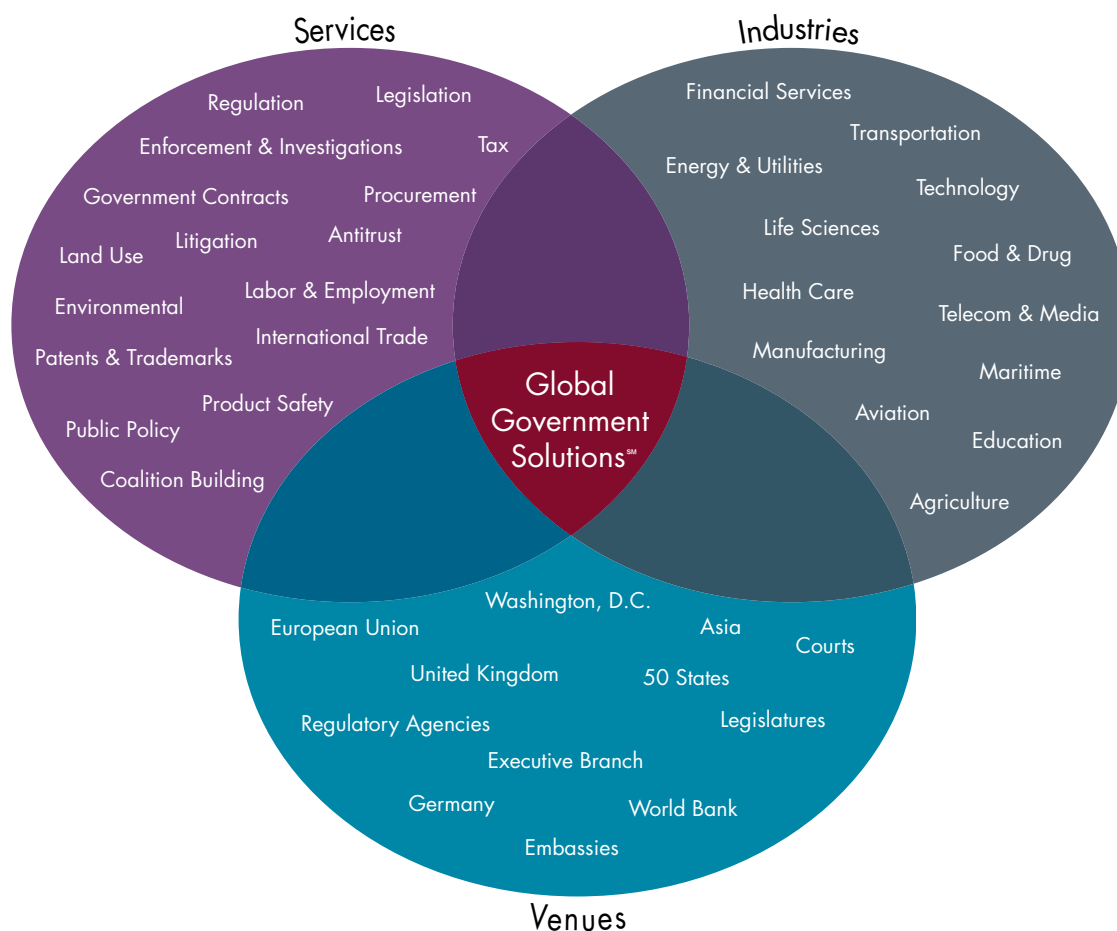 Services
Industries
Regulation
Legislation
Enforcement & Investigations
Tax
Government Contracts
Procurement
Land Use
Litigation
Antitrust
Environmental
Labor & Employment
International Trade
Patents & Trademarks
Product Safety
Public Policy
Coalition Building
Financial Services
Transportation
Energy & Utilities
Technology
Life Sciences
Food & Drug
Health Care
Telecom & Media
Manufacturing
Maritime
Aviation
Education
Agriculture
Global
Government
Solutions℠
Washington, D.C.
European Union
Asia
Courts
United Kingdom
50 States
Regulatory Agencies
Legislatures
Executive Branch
Germany
World Bank
Embassies
Venues